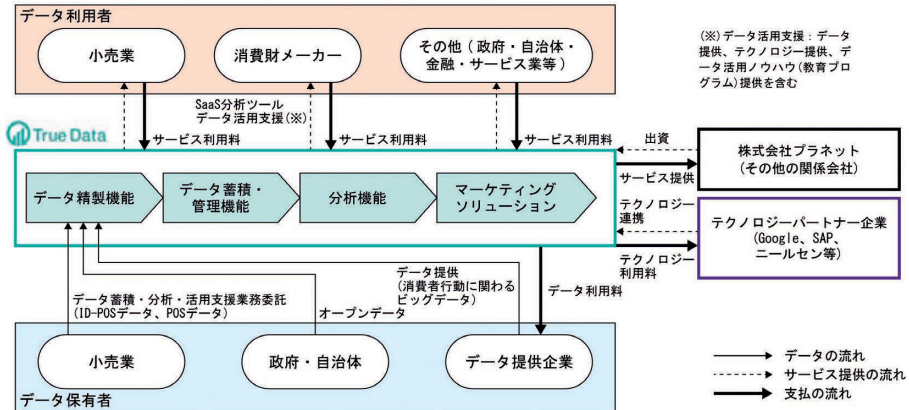 データ利用者
小売業
消費財メーカー
その他（政府・自治体・
金融・サービス業等）
(※)データ活用支援：データ
提供、テクノロジー提供、デ
ータ活用ノウハウ(教育プロ
グラム)提供を含む
SaaS分析ツール
データ活用支援(※)
True Data
サービス利用料
サービス利用料
サービス利用料
出資
サービス提供
株式会社プラネット
(その他の関係会社)
データ精製機能
データ蓄積・
管理機能
分析機能
マーケティング
ソリューション
テクノロジー
連携
テクノロジー
利用料
テクノロジーパートナー企業
(Google、SAP、
ニールセン等)
データ蓄積・分析・活用支援業務委託
(ID-POSデータ、POSデータ)
オープンデータ
データ提供
(消費者行動に関わる
ビッグデータ)
データ利用料
小売業
政府・自治体
データ提供企業
データ保有者
データの流れ
サービス提供の流れ
支払の流れ